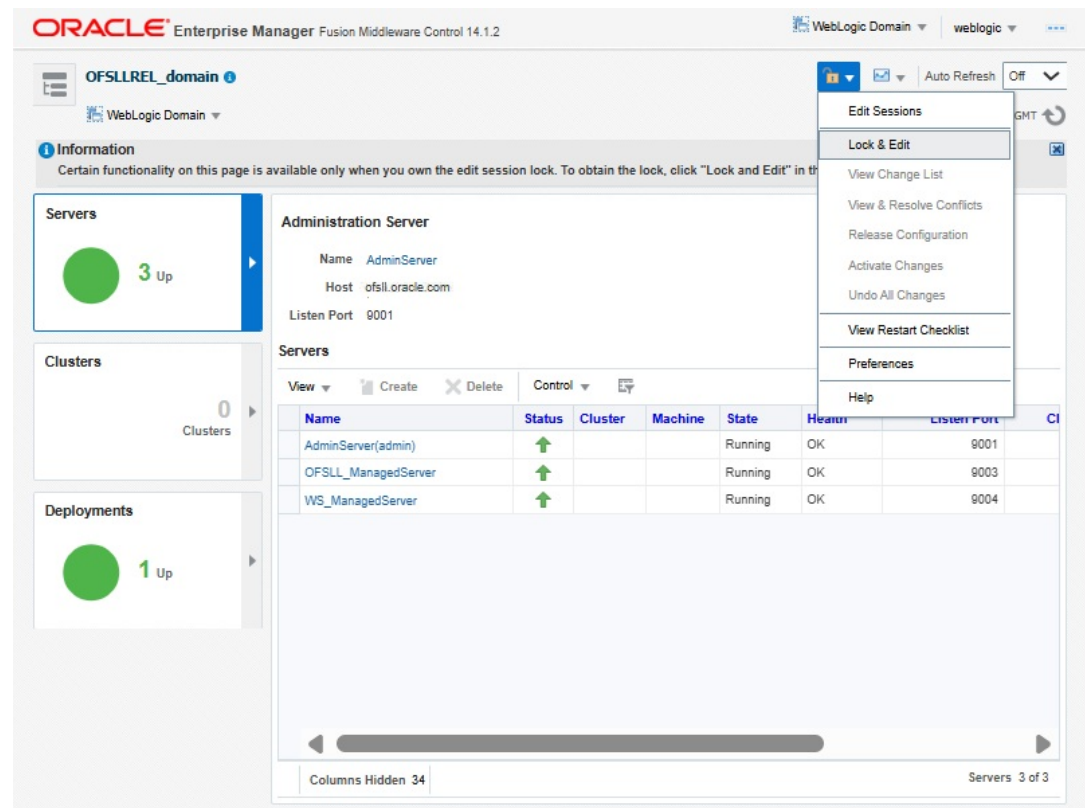 ORACLE Enterprise Manager Fusion Middleware Control 14.1.2
WebLogic Domain
weblogic
OFSLLREL_domain
Auto Refresh Off
WebLogic Domain
GMT
Information
Certain functionality on this page is available only when you own the edit session lock. To obtain the lock, click "Lock and Edit" in th
Edit Sessions
Lock & Edit
View Change List
View & Resolve Conflicts
Release Configuration
Activate Changes
Undo All Changes
View Restart Checklist
Preferences
Help
Servers
3 Up
Clusters
0
Clusters
Deployments
1 Up
Administration Server
Name AdminServer
Host ofsll.oracle.com
Listen Port 9001
Servers
View Create Delete Control
Name Status Cluster Machine State Health Listen Port Cl
AdminServer(admin) Running OK 9001
OFSLL_ManagedServer Running OK 9003
WS_ManagedServer Running OK 9004
Columns Hidden 34
Servers 3 of 3